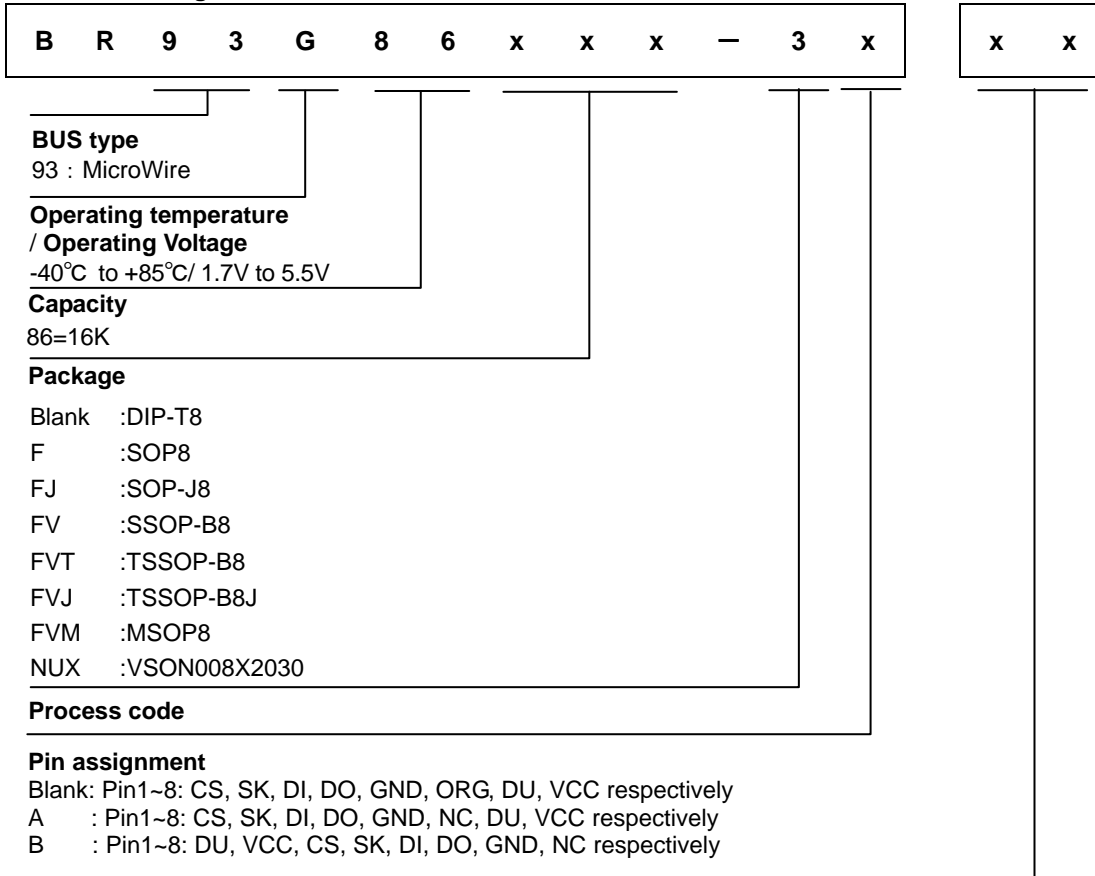 B R 9 3 G 8 6 x x x － 3 x x x
BUS type
93 : MicroWire
Operating temperature
/ Operating Voltage
-40°C to +85°C/ 1.7V to 5.5V
Capacity
86=16K
Package
Blank :DIP-T8
F :SOP8
FJ :SOP-J8
FV :SSOP-B8
FVT :TSSOP-B8
FVJ :TSSOP-B8J
FVM :MSOP8
NUX :VSON008X2030
Process code
Pin assignment
Blank: Pin1~8: CS, SK, DI, DO, GND, ORG, DU, VCC respectively
A : Pin1~8: CS, SK, DI, DO, GND, NC, DU, VCC respectively
B : Pin1~8: DU, VCC, CS, SK, DI, DO, GND, NC respectively